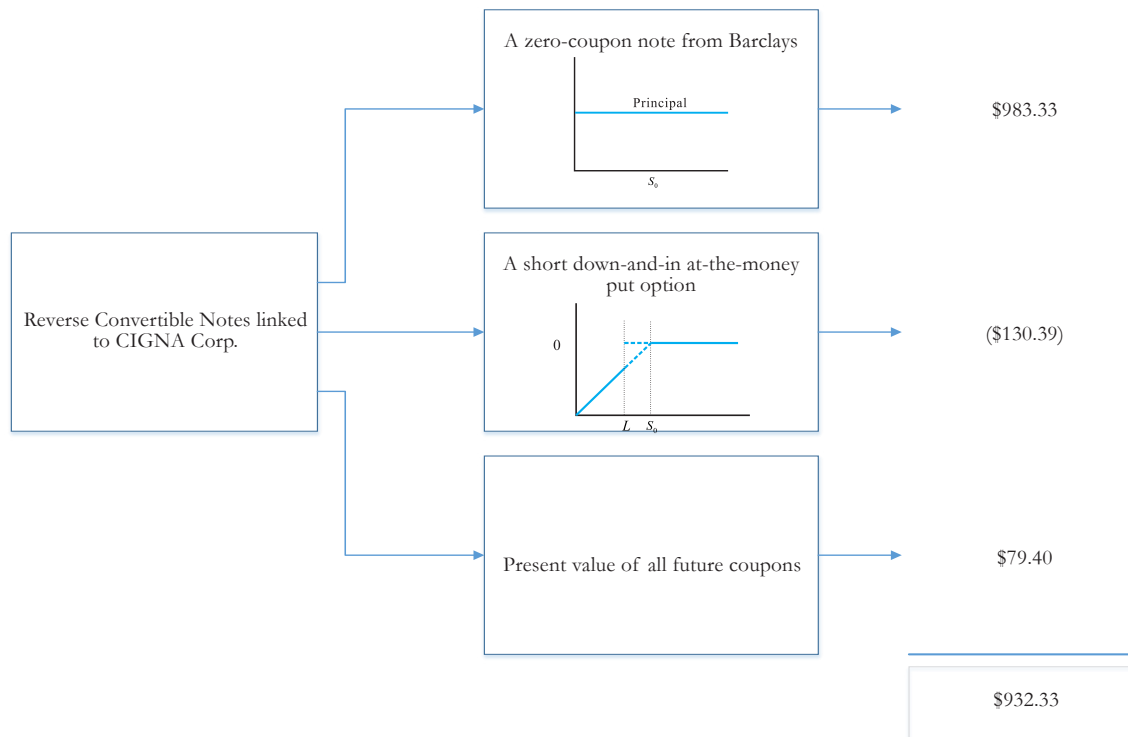 A zero-coupon note from Barclays
Principal
S₀
$983.33
Reverse Convertible Notes linked
to CIGNA Corp.
A short down-and-in at-the-money
put option
0
L S₀
($130.39)
Present value of all future coupons
$79.40
$932.33